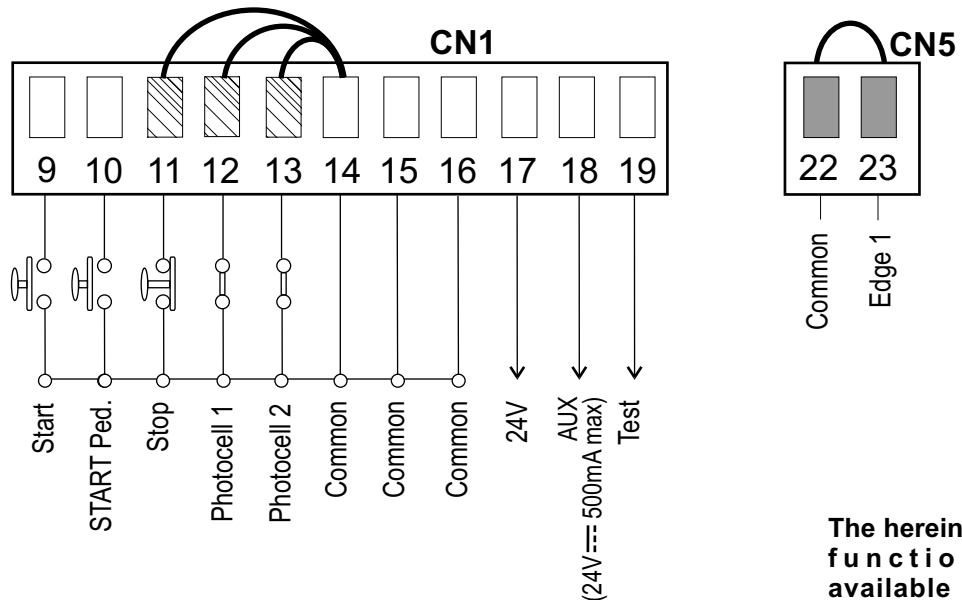 CN1
CN5
9 10 11 12 13 14 15 16 17 18 19
22 23
Start
START Ped.
Stop
Photocell 1
Photocell 2
Common
Common
Common
24V
AUX
(24V⎓ 500mA max)
Test
Common
Edge 1
The herein
functio
available